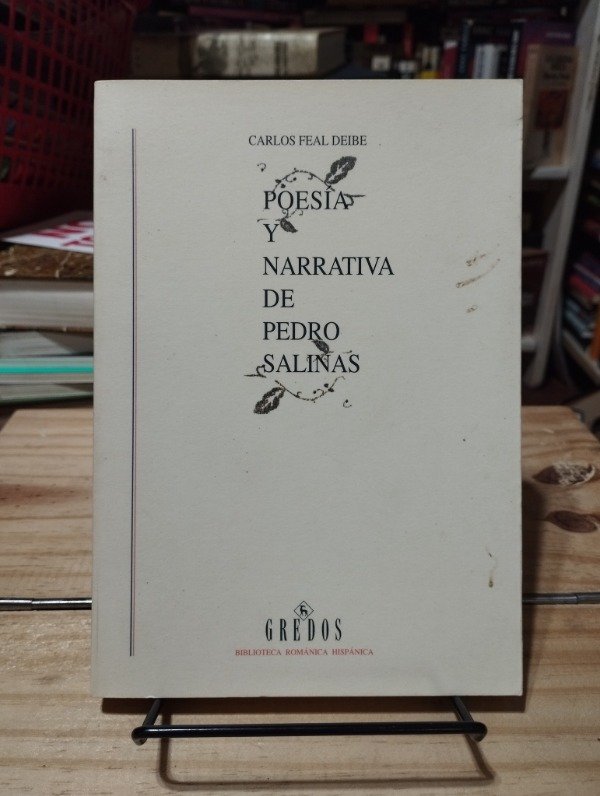 CARLOS FEAL DEIBE
POESÍA
Y
NARRATIVA
DE
PEDRO
SALINAS
GREDOS
BIBLIOTECA ROMÁNICA HISPÁNICA